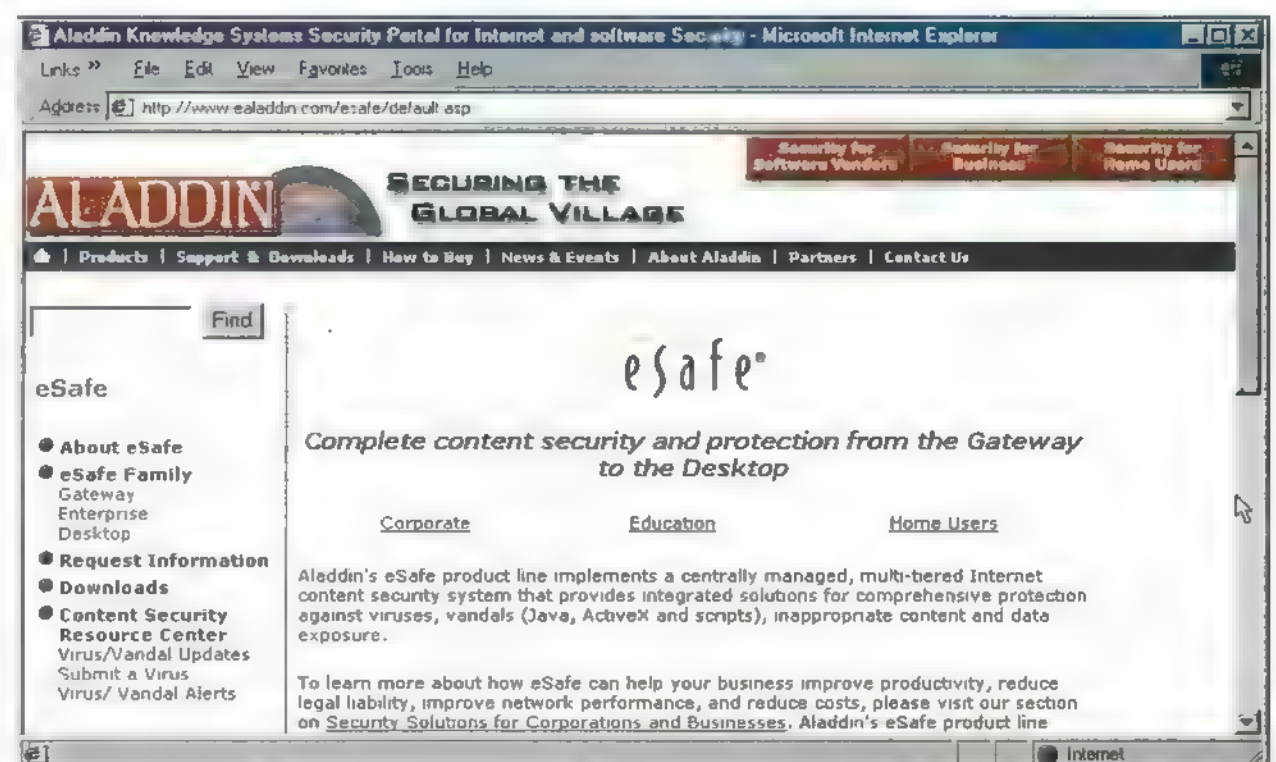 Aladdin Knowledge Systems Security Portal for Internet and software - Microsoft Internet Explorer
Links » File Edit View Favorites Tools Help
Address http://www.ealaddin.com/esafe/default.asp
Security for Software Vendors
Security for Business
Security for Home Users
ALADDIN
SECURING THE
GLOBAL VILLAGE
| Products | Support & Downloads | How to Buy | News & Events | About Aladdin | Partners | Contact Us
Find
eSafe
About eSafe
eSafe Family
Gateway
Enterprise
Desktop
Request Information
Downloads
Content Security
Resource Center
Virus/Vandal Updates
Submit a Virus
Virus/ Vandal Alerts
eSafe®
Complete content security and protection from the Gateway
to the Desktop
Corporate Education Home Users
Aladdin's eSafe product line implements a centrally managed, multi-tiered Internet
content security system that provides integrated solutions for comprehensive protection
against viruses, vandals (Java, ActiveX and scripts), inappropriate content and data
exposure.
To learn more about how eSafe can help your business improve productivity, reduce
legal liability, improve network performance, and reduce costs, please visit our section
on Security Solutions for Corporations and Businesses. Aladdin's eSafe product line
Internet